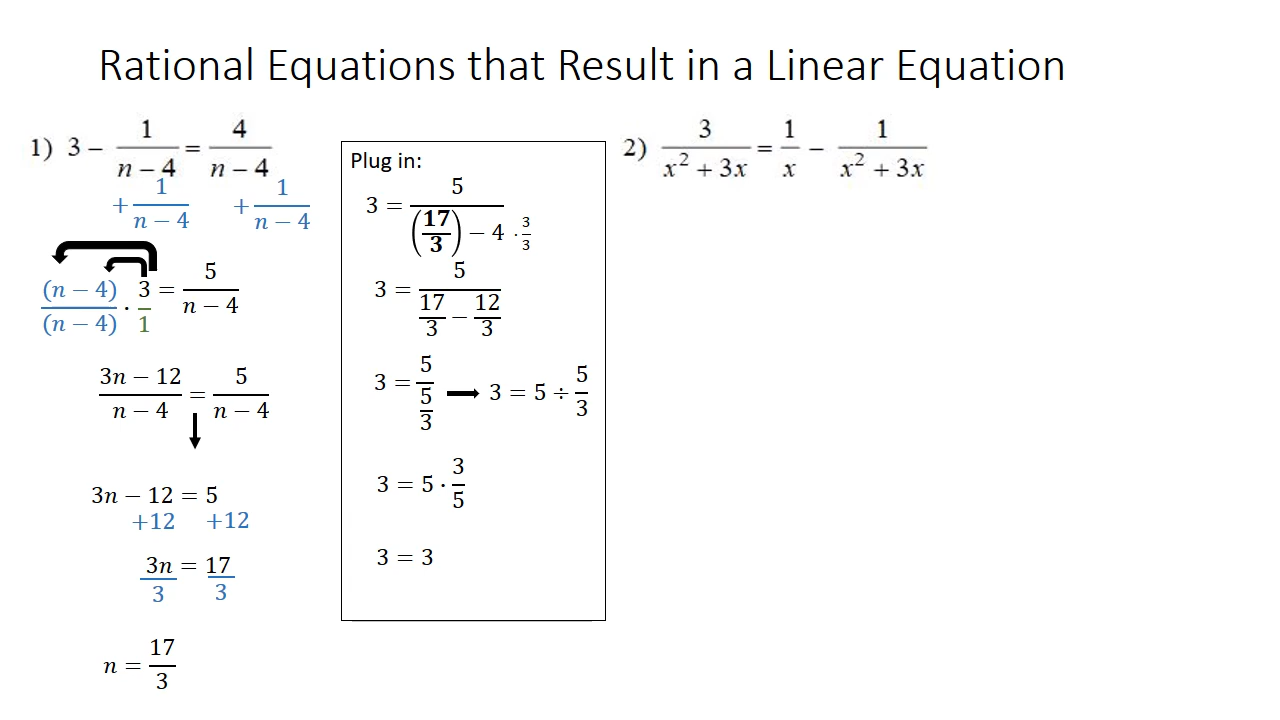 Rational Equations that Result in a Linear Equation
1) 3 − 1/(n − 4) = 4/(n − 4)
+ 1/(n − 4) + 1/(n − 4)
(n − 4)/(n − 4) · 3/1 = 5/(n − 4)
(3n − 12)/(n − 4) = 5/(n − 4)
3n − 12 = 5
+12 +12
3n/3 = 17/3
n = 17/3
Plug in:
3 = 5/((17/3) − 4 · 3/3)
3 = 5/(17/3 − 12/3)
3 = 5/(5/3) → 3 = 5 ÷ 5/3
3 = 5 · 3/5
3 = 3
2) 3/(x² + 3x) = 1/x − 1/(x² + 3x)